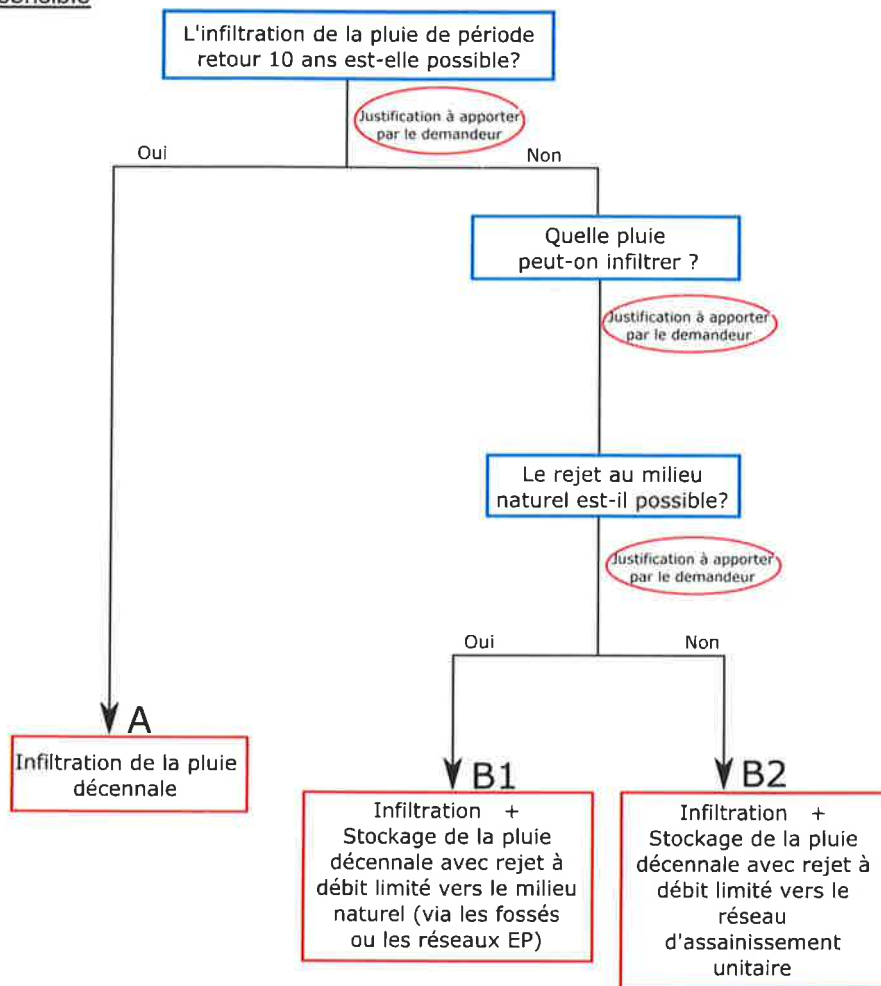 L'infiltration de la pluie de période
retour 10 ans est-elle possible?
Justification à apporter
par le demandeur
Oui
Non
Quelle pluie
peut-on infiltrer ?
Justification à apporter
par le demandeur
Le rejet au milieu
naturel est-il possible?
Justification à apporter
par le demandeur
Oui
Non
A
Infiltration de la pluie
décennale
B1
Infiltration +
Stockage de la pluie
décennale avec rejet à
débit limité vers le milieu
naturel (via les fossés
ou les réseaux EP)
B2
Infiltration +
Stockage de la pluie
décennale avec rejet à
débit limité vers le
réseau
d'assainissement
unitaire